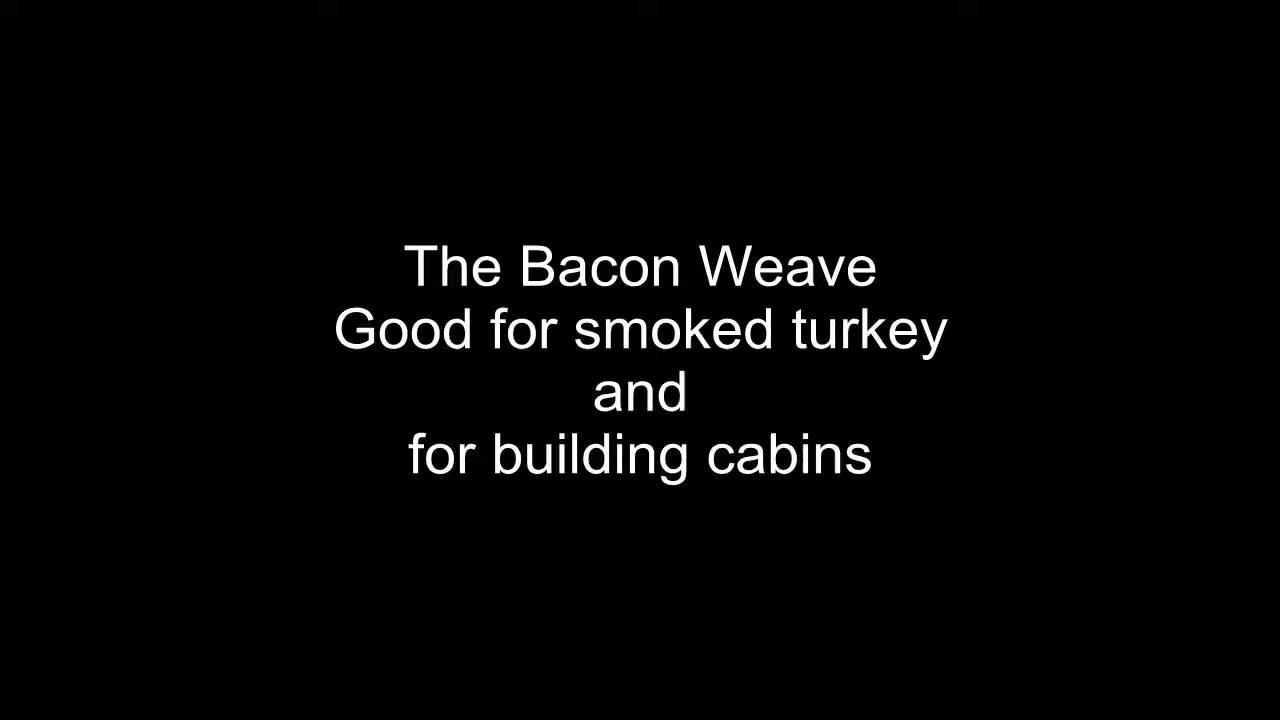 The Bacon Weave
Good for smoked turkey
and
for building cabins